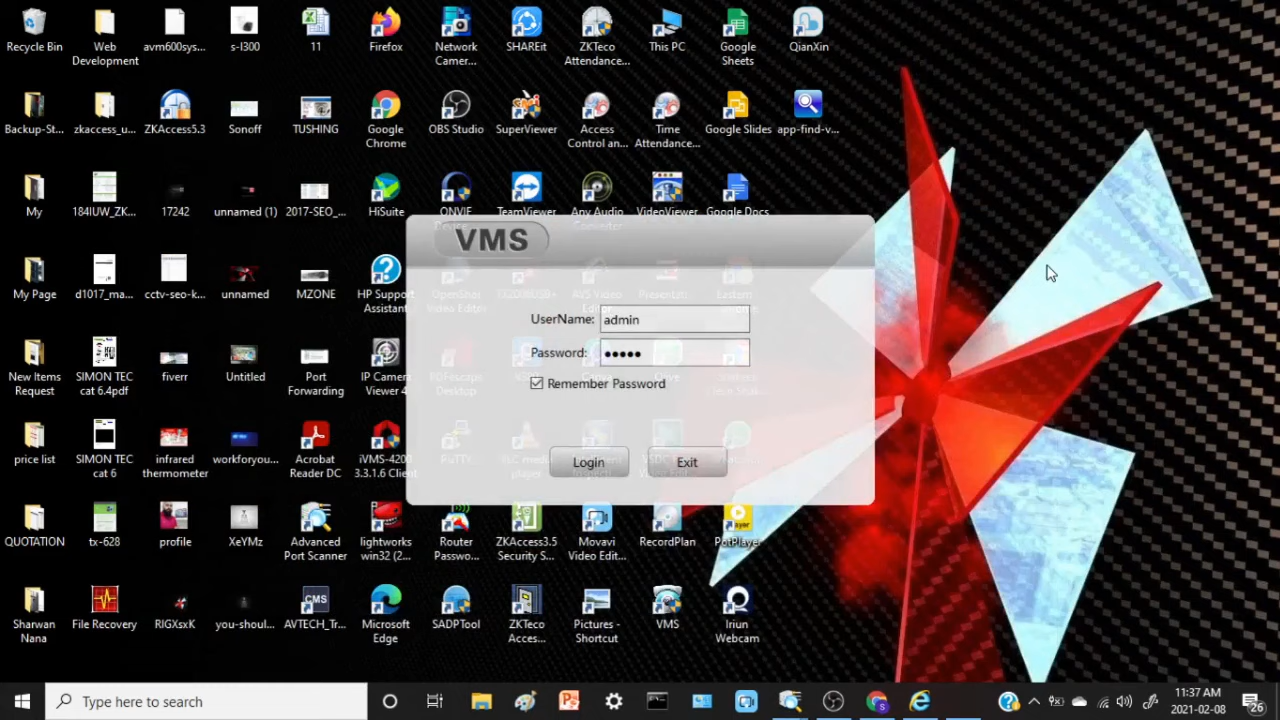 Recycle Bin
Web Development
avm600sys...
s-l300
11
Firefox
Network Camer...
SHAREit
ZKTeco Attendance...
This PC
Google Sheets
QianXin
Backup-St...
zkaccess_u...
ZKAccess5.3
Sonoff
TUSHING
Google Chrome
OBS Studio
SuperViewer
Access Control an...
Time Attendance...
Google Slides
app-find-v...
My
184IUW_ZK...
17242
unnamed (1)
2017-SEO_...
HiSuite
ONVIF
TeamViewer
Any Audio
VideoViewer
Google Docs
My Page
d1017_ma...
cctv-seo-k...
unnamed
MZONE
HP Support Assistant
VMS
UserName: admin
Password: •••••
Remember Password
Login
Exit
New Items Request
SIMON TEC cat 6.4pdf
fiverr
Untitled
Port Forwarding
IP Camera Viewer 4
price list
SIMON TEC cat 6
infrared thermometer
workforyou...
Acrobat Reader DC
iVMS-4200 3.3.1.6 Client
QUOTATION
tx-628
profile
XeYMz
Advanced Port Scanner
lightworks win32 (2...
Router Passwo...
ZKAccess3.5 Security S...
Movavi Video Edit...
RecordPlan
PotPlayer
Sharwan Nana
File Recovery
RIGXsxK
you-shoul...
CMS
AVTECH_Tr...
Microsoft Edge
SADPTool
ZKTeco Acces...
Pictures - Shortcut
VMS
Iriun Webcam
Type here to search
11:37 AM
2021-02-08
26